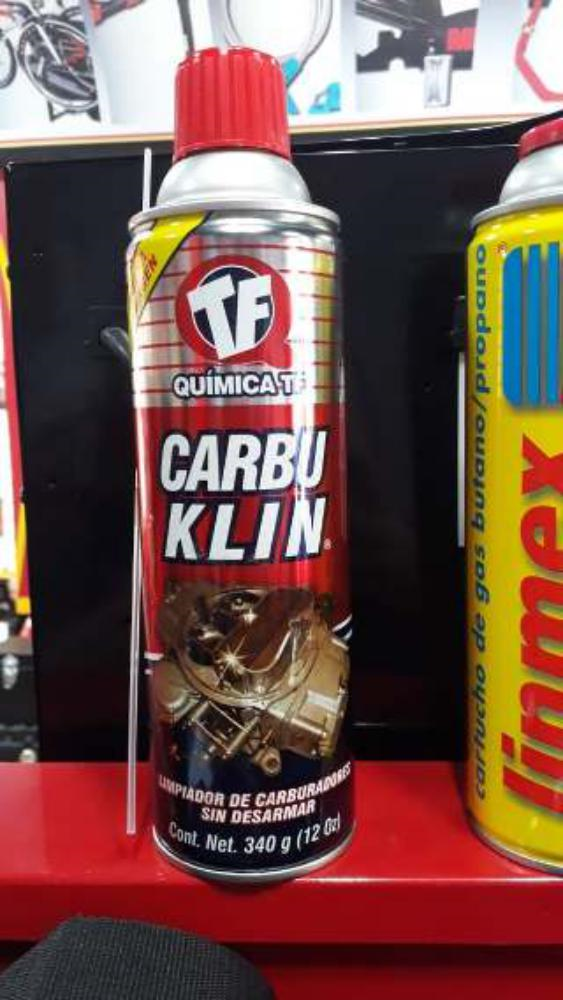 TF
QUÍMICA TF
CARBU
KLIN®
LIMPIADOR DE CARBURADORES
SIN DESARMAR
Cont. Net. 340 g (12 Oz)
cartucho de gas butano/propano
linmex